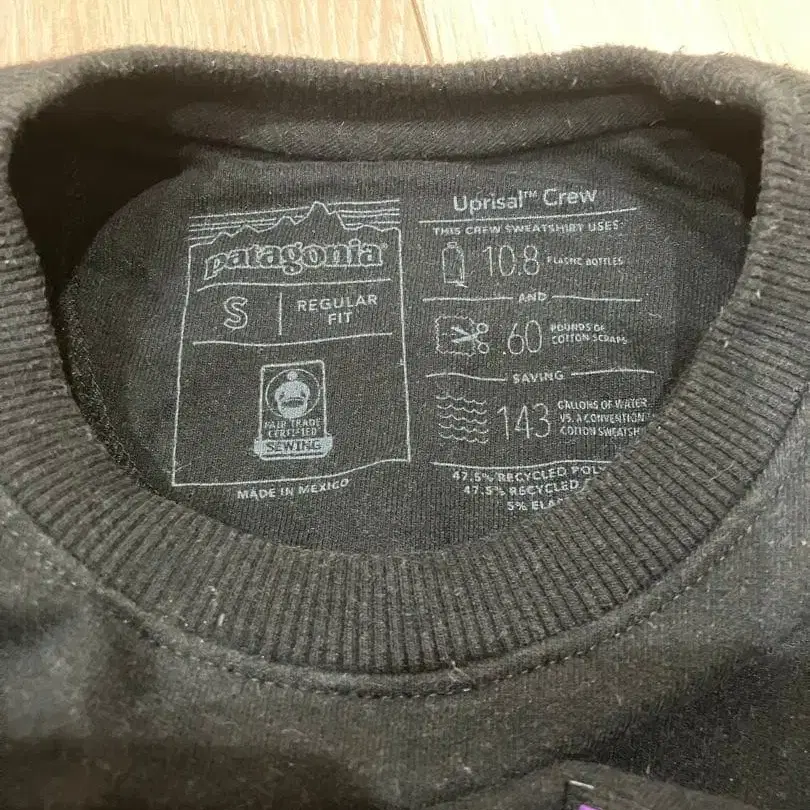 patagonia®
S
REGULAR
FIT
FAIR TRADE
CERTIFIED
SEWING
MADE IN MEXICO
Uprisal™ Crew
THIS CREW SWEATSHIRT USES
10.8 PLASTIC BOTTLES
AND
.60 POUNDS OF
COTTON SCRAPS
SAVING
143 GALLONS OF WATER
VS. A CONVENTION
COTTON SWEATSH
47.5% RECYCLED POLY
47.5% RECYCLED
5% ELA